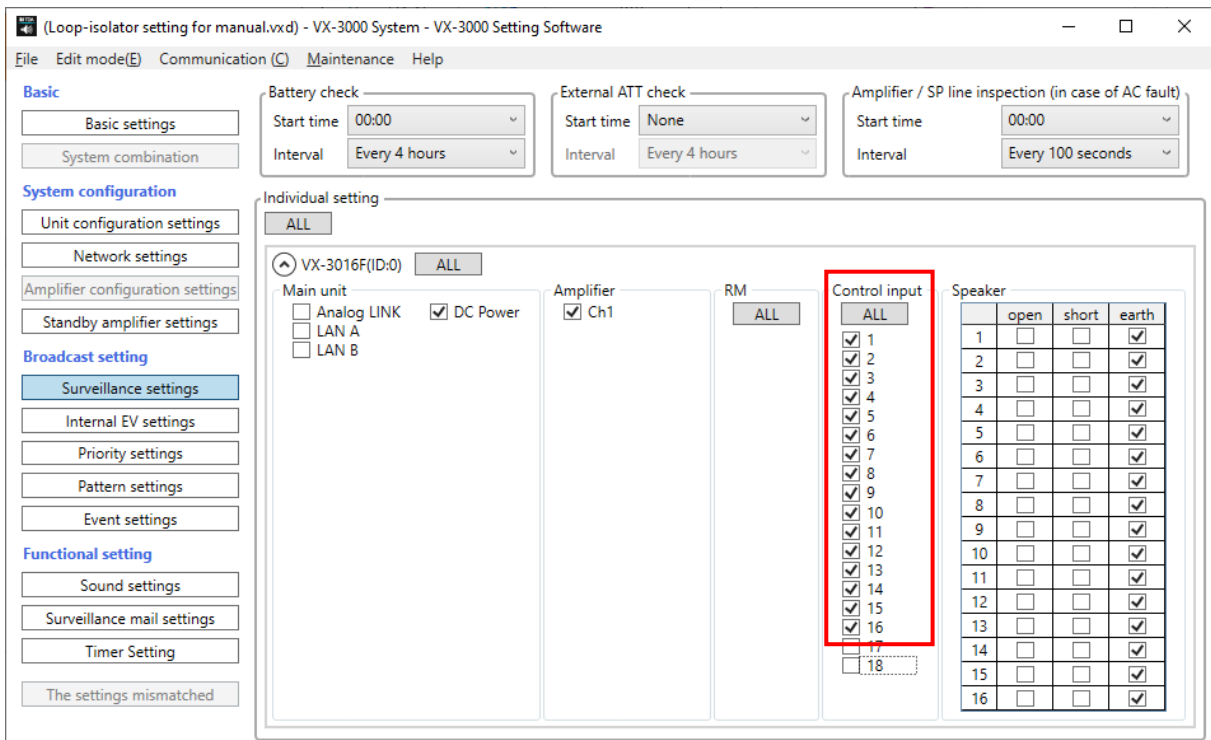 (Loop-isolator setting for manual.vxd) - VX-3000 System - VX-3000 Setting Software
File Edit mode(E) Communication (C) Maintenance Help
Basic
Basic settings
System combination
System configuration
Unit configuration settings
Network settings
Amplifier configuration settings
Standby amplifier settings
Broadcast setting
Surveillance settings
Internal EV settings
Priority settings
Pattern settings
Event settings
Functional setting
Sound settings
Surveillance mail settings
Timer Setting
The settings mismatched
Battery check
Start time 00:00
Interval Every 4 hours
External ATT check
Start time None
Interval Every 4 hours
Amplifier / SP line inspection (in case of AC fault)
Start time 00:00
Interval Every 100 seconds
Individual setting
ALL
VX-3016F(ID:0) ALL
Main unit
Analog LINK DC Power
LAN A
LAN B
Amplifier
Ch1
RM
ALL
Control input
ALL
1
2
3
4
5
6
7
8
9
10
11
12
13
14
15
16
17
18
Speaker
open short earth
1
2
3
4
5
6
7
8
9
10
11
12
13
14
15
16